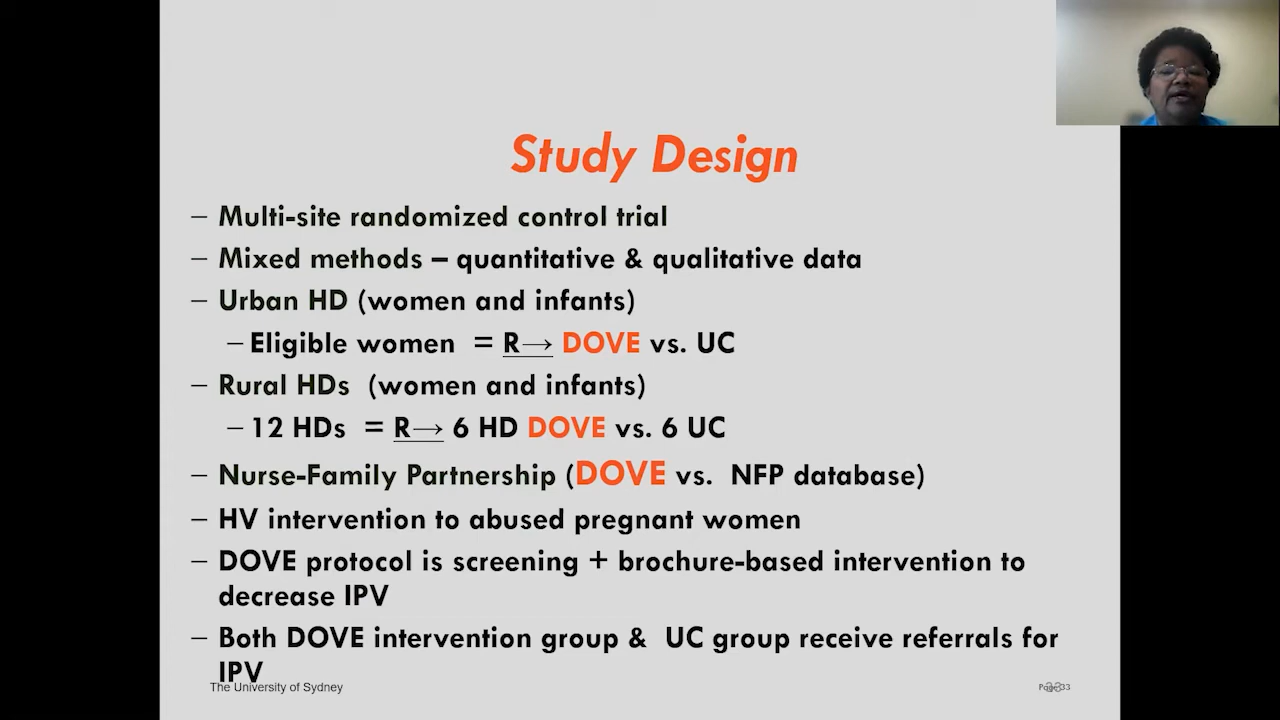 Study Design
– Multi-site randomized control trial
– Mixed methods – quantitative & qualitative data
– Urban HD (women and infants)
– Eligible women = R→ DOVE vs. UC
– Rural HDs (women and infants)
– 12 HDs = R→ 6 HD DOVE vs. 6 UC
– Nurse-Family Partnership (DOVE vs. NFP database)
– HV intervention to abused pregnant women
– DOVE protocol is screening + brochure-based intervention to
decrease IPV
– Both DOVE intervention group & UC group receive referrals for
IPV
The University of Sydney
Page 33